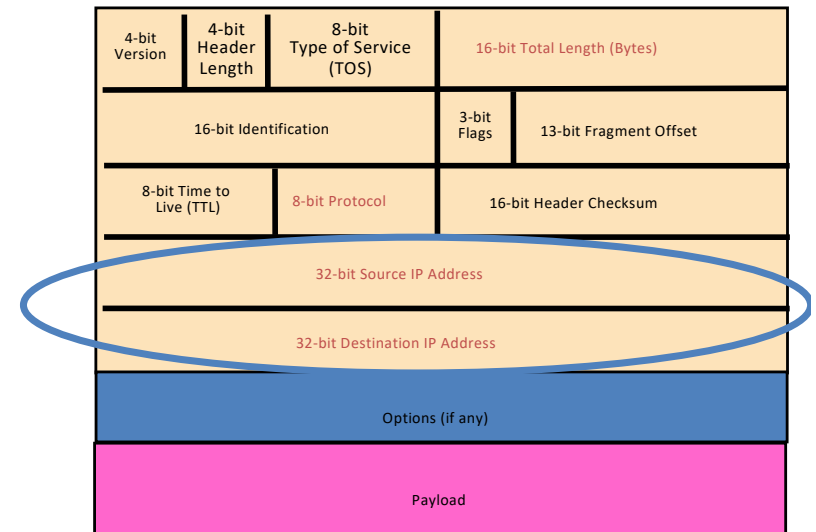 4-bit
Version
4-bit
Header
Length
8-bit
Type of Service
(TOS)
16-bit Total Length (Bytes)
16-bit Identification
3-bit
Flags
13-bit Fragment Offset
8-bit Time to
Live (TTL)
8-bit Protocol
16-bit Header Checksum
32-bit Source IP Address
32-bit Destination IP Address
Options (if any)
Payload